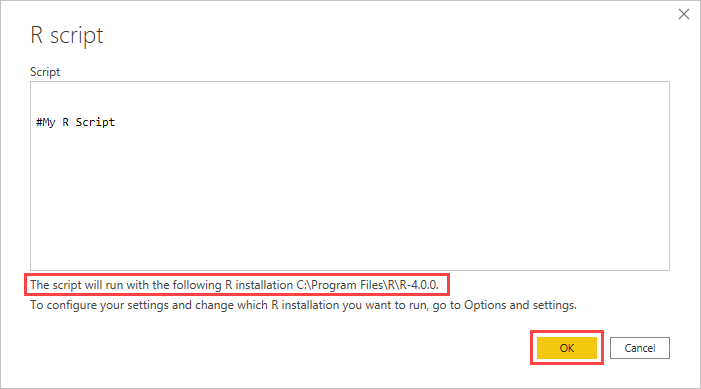 R script
Script
#My R Script
The script will run with the following R installation C:\Program Files\R\R-4.0.0.
To configure your settings and change which R installation you want to run, go to Options and settings.
OK
Cancel